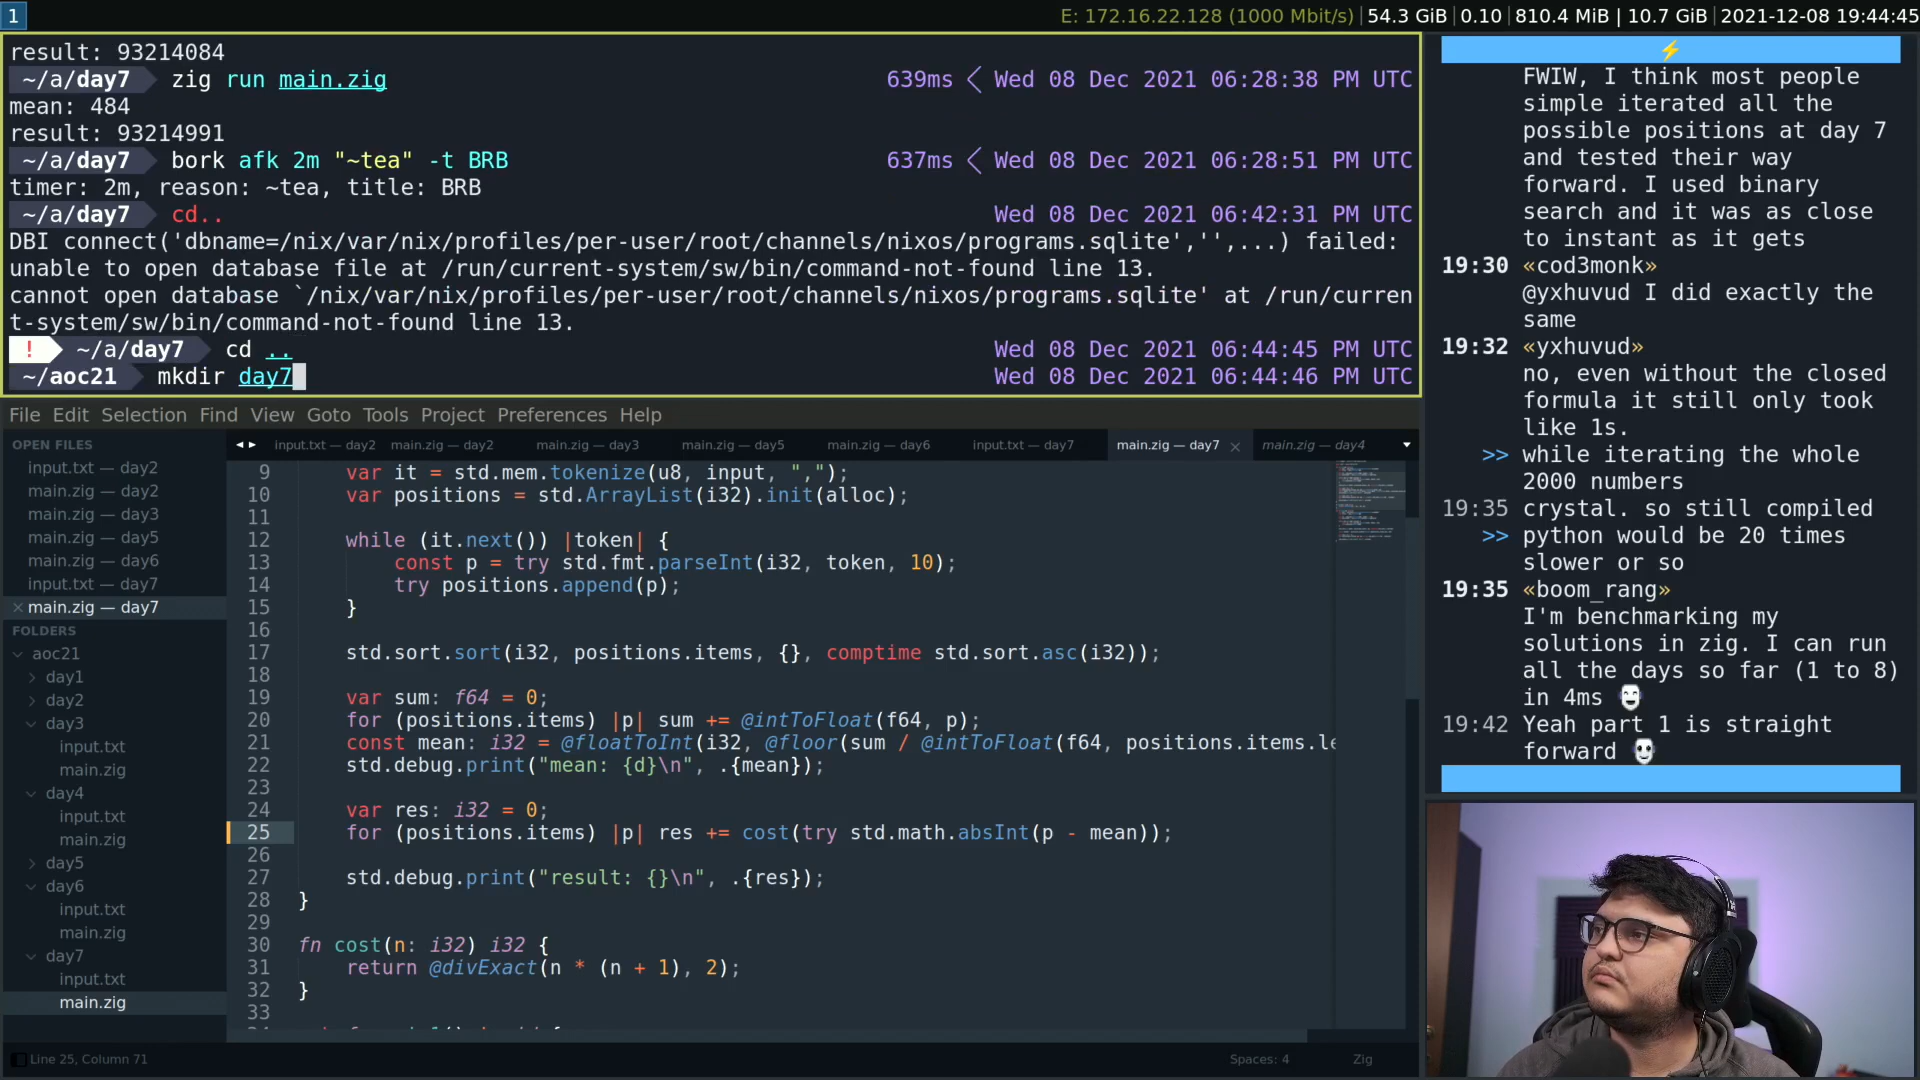 1
E: 172.16.22.128 (1000 Mbit/s) | 54.3 GiB | 0.10 | 810.4 MiB | 10.7 GiB | 2021-12-08 19:44:45
result: 93214084
~/a/day7 zig run main.zig 639ms < Wed 08 Dec 2021 06:28:38 PM UTC
mean: 484
result: 93214991
~/a/day7 bork afk 2m "~tea" -t BRB 637ms < Wed 08 Dec 2021 06:28:51 PM UTC
timer: 2m, reason: ~tea, title: BRB
~/a/day7 cd.. Wed 08 Dec 2021 06:42:31 PM UTC
DBI connect('dbname=/nix/var/nix/profiles/per-user/root/channels/nixos/programs.sqlite','',...) failed:
unable to open database file at /run/current-system/sw/bin/command-not-found line 13.
cannot open database `/nix/var/nix/profiles/per-user/root/channels/nixos/programs.sqlite' at /run/curren
t-system/sw/bin/command-not-found line 13.
! ~/a/day7 cd .. Wed 08 Dec 2021 06:44:45 PM UTC
~/aoc21 mkdir day7 Wed 08 Dec 2021 06:44:46 PM UTC
File Edit Selection Find View Goto Tools Project Preferences Help
OPEN FILES
input.txt — day2
main.zig — day2
main.zig — day3
main.zig — day5
main.zig — day6
input.txt — day7
× main.zig — day7
FOLDERS
aoc21
day1
day2
day3
input.txt
main.zig
day4
input.txt
main.zig
day5
day6
input.txt
main.zig
day7
input.txt
main.zig
input.txt — day2 main.zig — day2 main.zig — day3 main.zig — day5 main.zig — day6 input.txt — day7 main.zig — day7 × main.zig — day4
9 var it = std.mem.tokenize(u8, input, ",");
10 var positions = std.ArrayList(i32).init(alloc);
11
12 while (it.next()) |token| {
13 const p = try std.fmt.parseInt(i32, token, 10);
14 try positions.append(p);
15 }
16
17 std.sort.sort(i32, positions.items, {}, comptime std.sort.asc(i32));
18
19 var sum: f64 = 0;
20 for (positions.items) |p| sum += @intToFloat(f64, p);
21 const mean: i32 = @floatToInt(i32, @floor(sum / @intToFloat(f64, positions.items.le
22 std.debug.print("mean: {d}\n", .{mean});
23
24 var res: i32 = 0;
25 for (positions.items) |p| res += cost(try std.math.absInt(p - mean));
26
27 std.debug.print("result: {}\n", .{res});
28 }
29
30 fn cost(n: i32) i32 {
31 return @divExact(n * (n + 1), 2);
32 }
33
Line 25, Column 71 Spaces: 4 Zig
FWIW, I think most people
simple iterated all the
possible positions at day 7
and tested their way
forward. I used binary
search and it was as close
to instant as it gets
19:30 «cod3monk»
@yxhuvud I did exactly the
same
19:32 «yxhuvud»
no, even without the closed
formula it still only took
like 1s.
>> while iterating the whole
2000 numbers
19:35 crystal. so still compiled
>> python would be 20 times
slower or so
19:35 «boom_rang»
I'm benchmarking my
solutions in zig. I can run
all the days so far (1 to 8)
in 4ms
19:42 Yeah part 1 is straight
forward